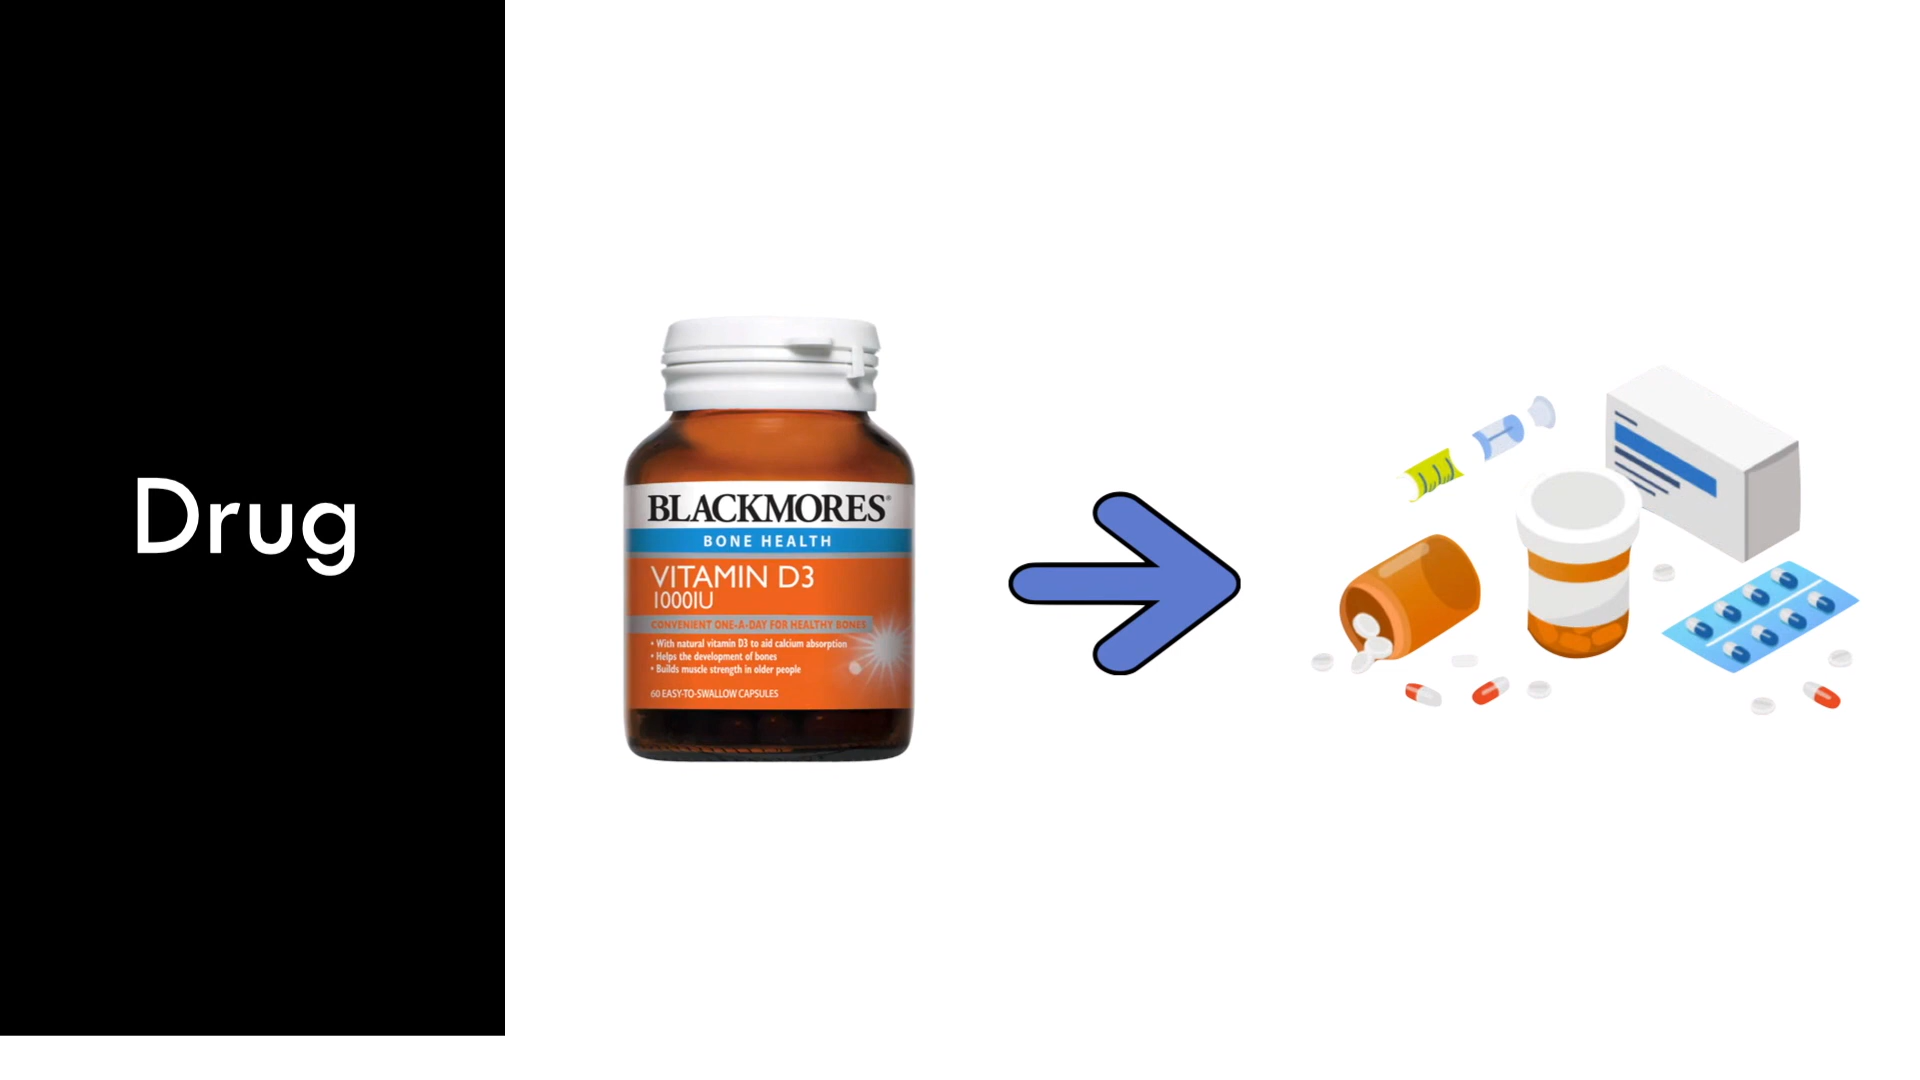 Drug
BLACKMORES®
BONE HEALTH
VITAMIN D3
1000IU
CONVENIENT ONE-A-DAY FOR HEALTHY BONES
• With natural vitamin D3 to aid calcium absorption
• Helps the development of bones
• Builds muscle strength in older people
60 EASY-TO-SWALLOW CAPSULES